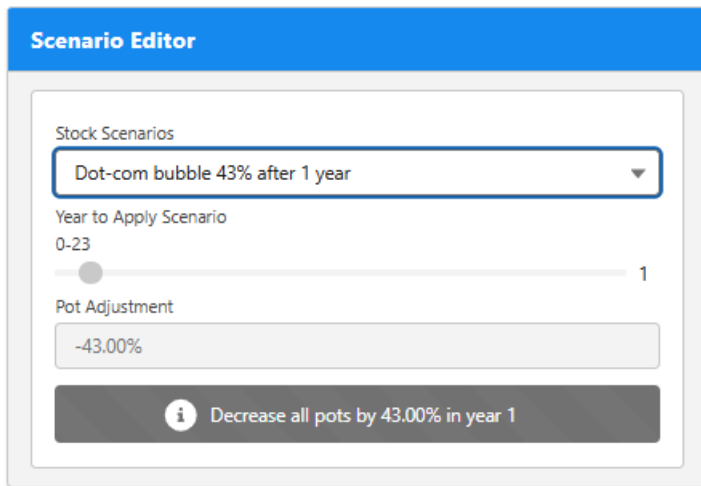 Scenario Editor
Stock Scenarios
Dot-com bubble 43% after 1 year
Year to Apply Scenario
0-23
1
Pot Adjustment
-43.00%
Decrease all pots by 43.00% in year 1